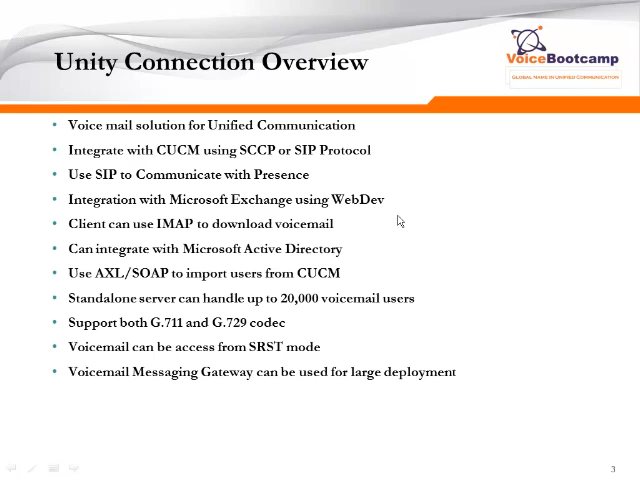 Unity Connection Overview
VoiceBootcamp
GLOBAL NAME IN UNIFIED COMMUNICATION
• Voice mail solution for Unified Communication
• Integrate with CUCM using SCCP or SIP Protocol
• Use SIP to Communicate with Presence
• Integration with Microsoft Exchange using WebDev
• Client can use IMAP to download voicemail
• Can integrate with Microsoft Active Directory
• Use AXL/SOAP to import users from CUCM
• Standalone server can handle up to 20,000 voicemail users
• Support both G.711 and G.729 codec
• Voicemail can be access from SRST mode
• Voicemail Messaging Gateway can be used for large deployment
3